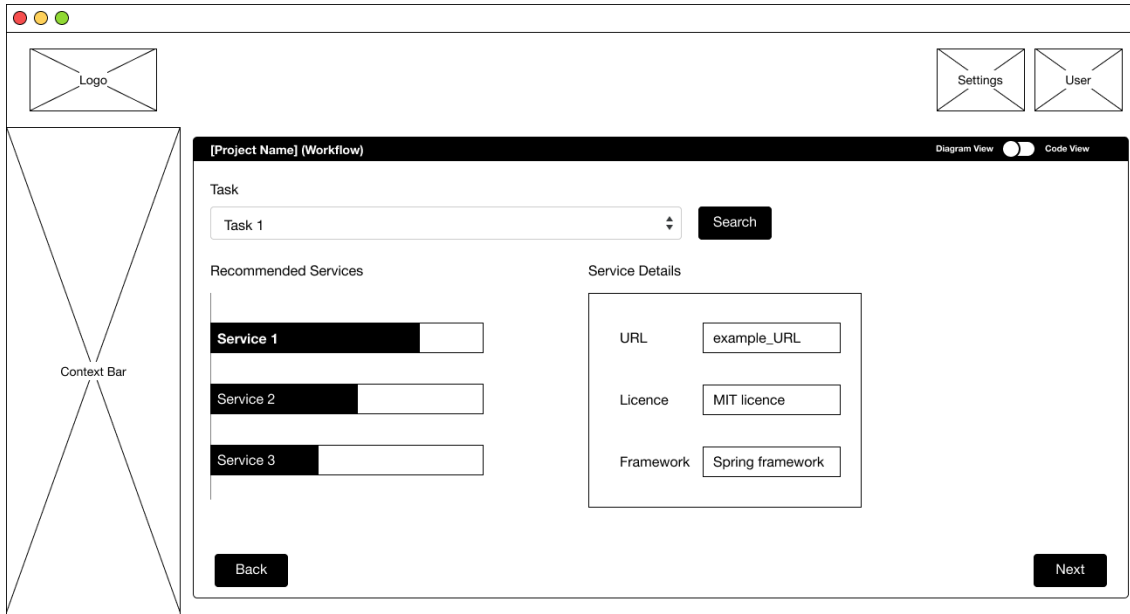 Logo
Settings
User
Context Bar
[Project Name] (Workflow)
Diagram View
Code View
Task
Task 1
Search
Recommended Services
Service Details
Service 1
URL
example_URL
Service 2
Licence
MIT licence
Service 3
Framework
Spring framework
Back
Next